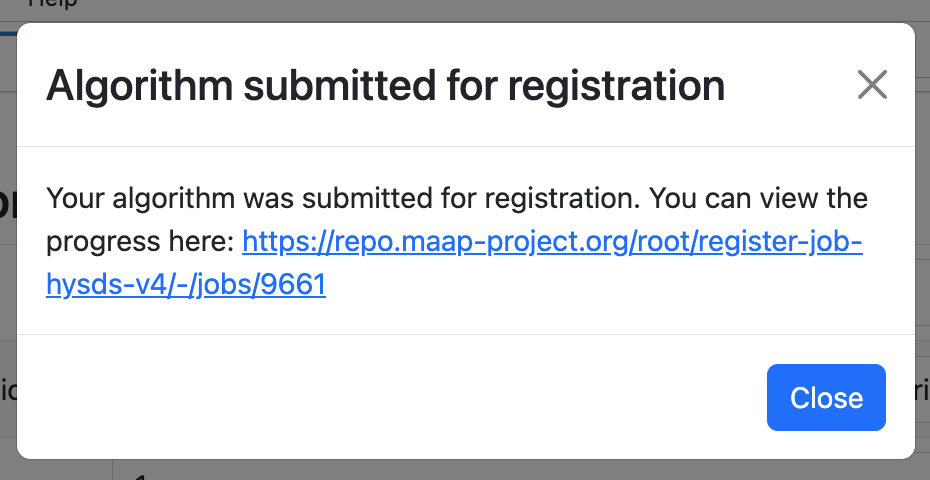 Help
Algorithm submitted for registration
Your algorithm was submitted for registration. You can view the
progress here: https://repo.maap-project.org/root/register-job-
hysds-v4/-/jobs/9661
Close